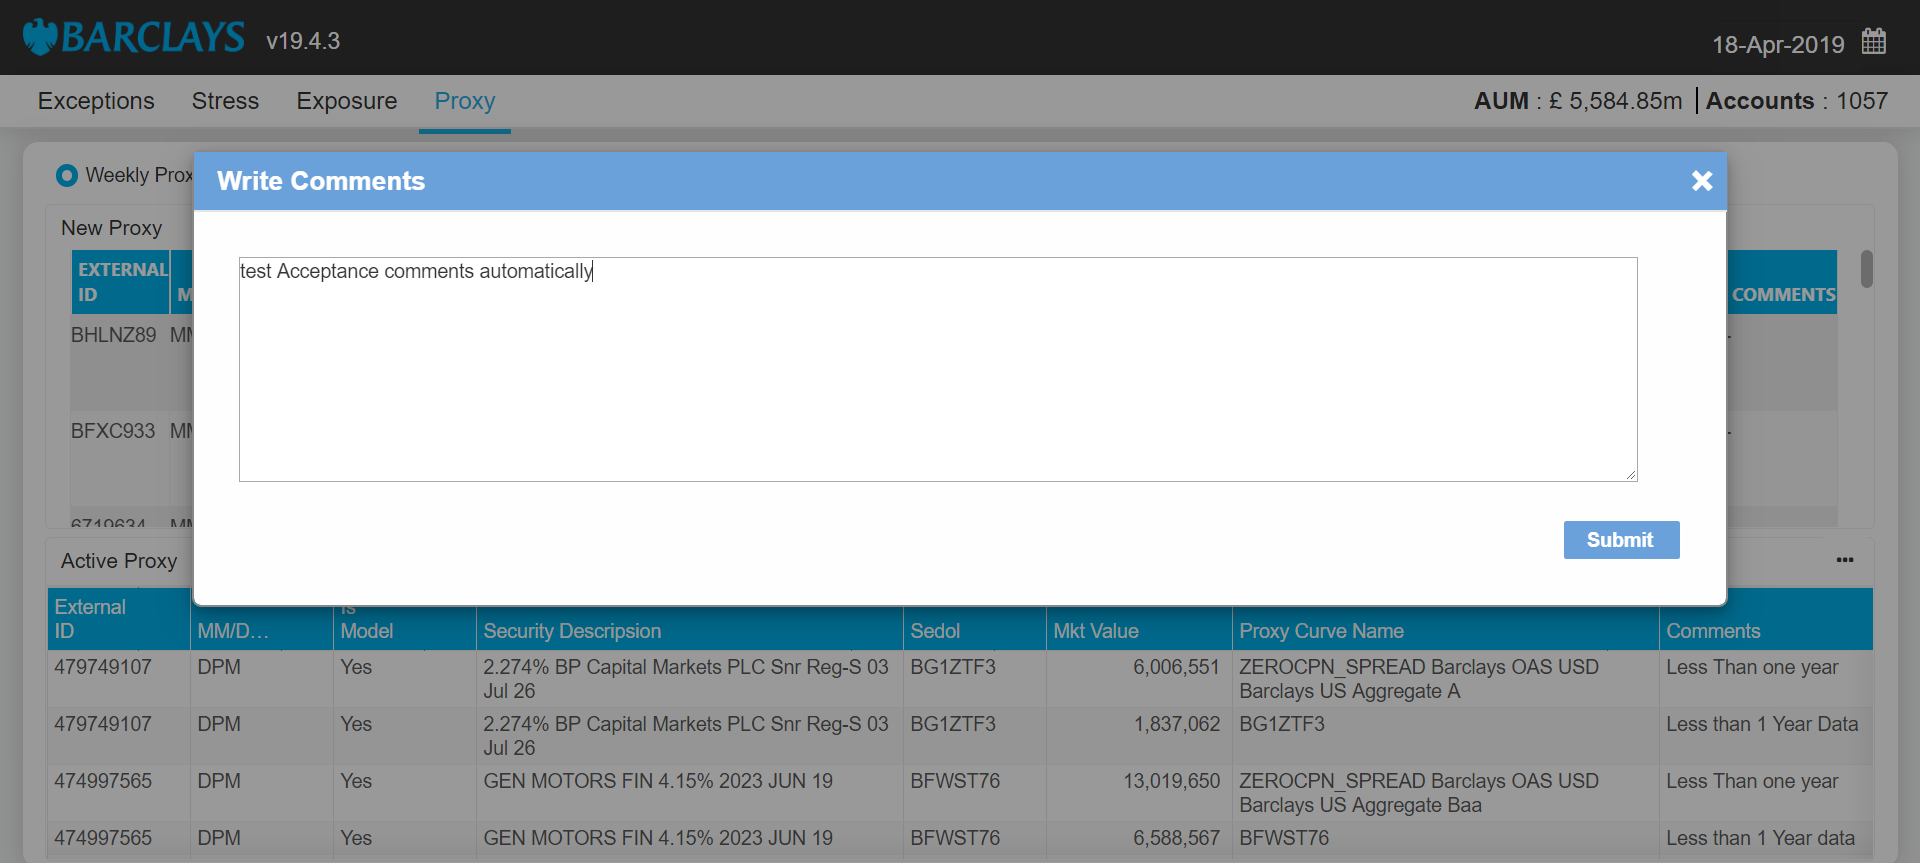 BARCLAYS v19.4.3
18-Apr-2019
Exceptions Stress Exposure Proxy
AUM : £ 5,584.85m Accounts : 1057
Weekly
Write Comments
New Proxy
test Acceptance comments automatically
EXTERNAL
ID COMMENTS
BHLNZ89
BFXC933
6719634
Submit
Active Proxy
External Is
ID MM/D... Model Security Descripsion Sedol Mkt Value Proxy Curve Name Comments
479749107 DPM Yes 2.274% BP Capital Markets PLC Snr Reg-S 03 BG1ZTF3 6,006,551 ZEROCPN_SPREAD Barclays OAS USD Less Than one year
Jul 26 Barclays US Aggregate A
479749107 DPM Yes 2.274% BP Capital Markets PLC Snr Reg-S 03 BG1ZTF3 1,837,062 BG1ZTF3 Less than 1 Year Data
Jul 26
474997565 DPM Yes GEN MOTORS FIN 4.15% 2023 JUN 19 BFWST76 13,019,650 ZEROCPN_SPREAD Barclays OAS USD Less Than one year
Barclays US Aggregate Baa
474997565 DPM Yes GEN MOTORS FIN 4.15% 2023 JUN 19 BFWST76 6,588,567 BFWST76 Less than 1 Year data